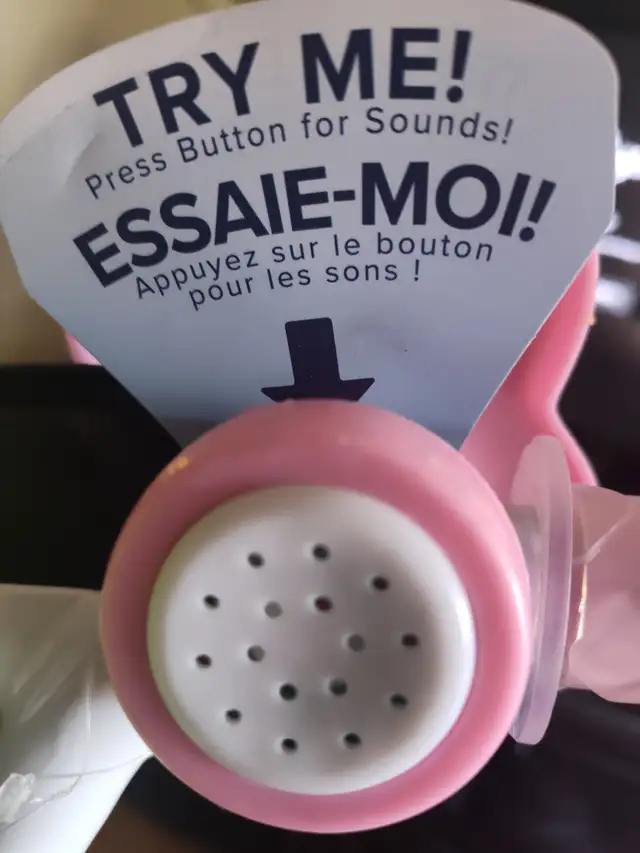 TRY ME!
Press Button for Sounds!
ESSAIE-MOI!
Appuyez sur le bouton
pour les sons !